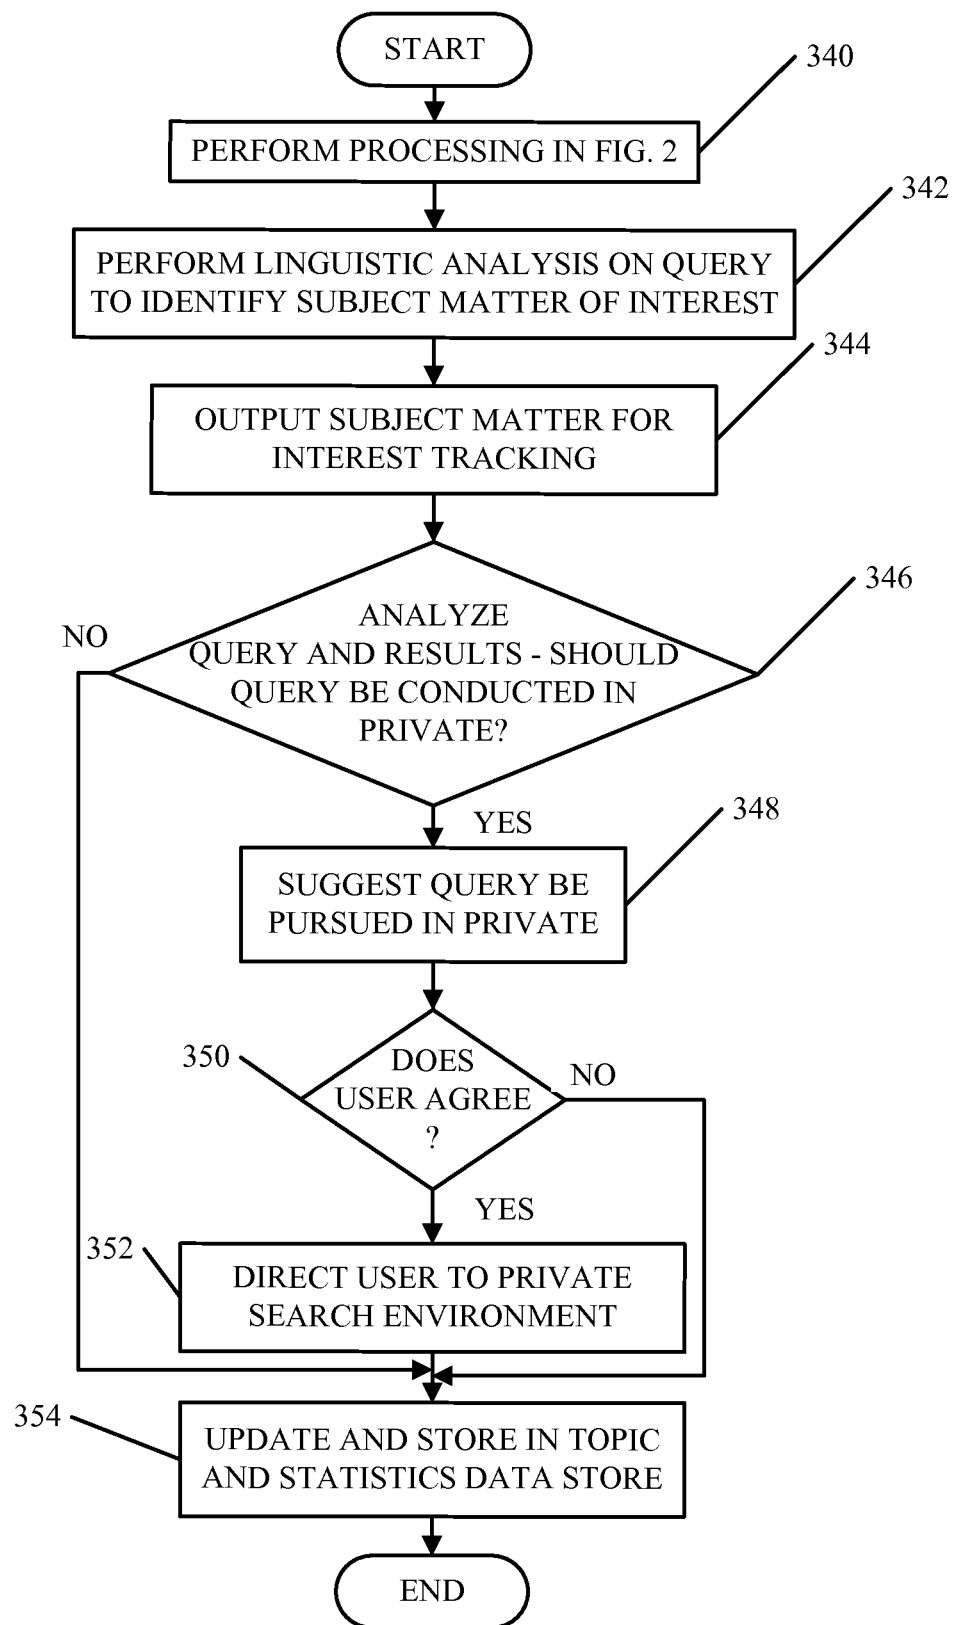 START
340
PERFORM PROCESSING IN FIG. 2
342
PERFORM LINGUISTIC ANALYSIS ON QUERY
TO IDENTIFY SUBJECT MATTER OF INTEREST
344
OUTPUT SUBJECT MATTER FOR
INTEREST TRACKING
346
NO
ANALYZE
QUERY AND RESULTS - SHOULD
QUERY BE CONDUCTED IN
PRIVATE?
YES
348
SUGGEST QUERY BE
PURSUED IN PRIVATE
350
DOES
USER AGREE
?
NO
YES
352
DIRECT USER TO PRIVATE
SEARCH ENVIRONMENT
354
UPDATE AND STORE IN TOPIC
AND STATISTICS DATA STORE
END